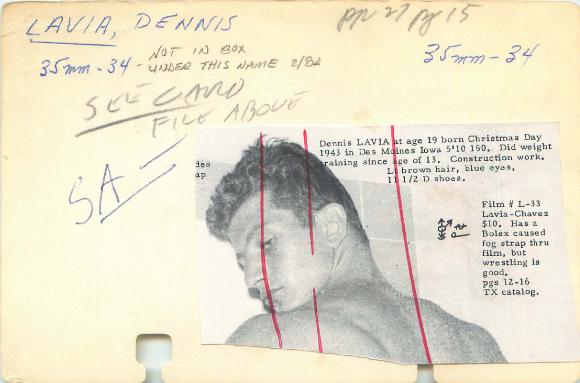 LAVIA, DENNIS
pp 27 pg 15
35mm-34 - NOT IN BOX
UNDER THIS NAME 2/82
35mm-34
SEE CARD
FILE ABOVE
SA-
des
ap
Dennis LAVIA at age 19 born Christmas Day
1943 in Des Moines Iowa 5'10 150. Did weight
training since age of 13. Construction work.
Lt brown hair, blue eyes,
11 1/2 D shoes.
Film # L-33
Lavia-Chavez
$10. Has a
Bolex caused
fog strap thru
film, but
wrestling is
good.
pgs 12-16
TX catalog.